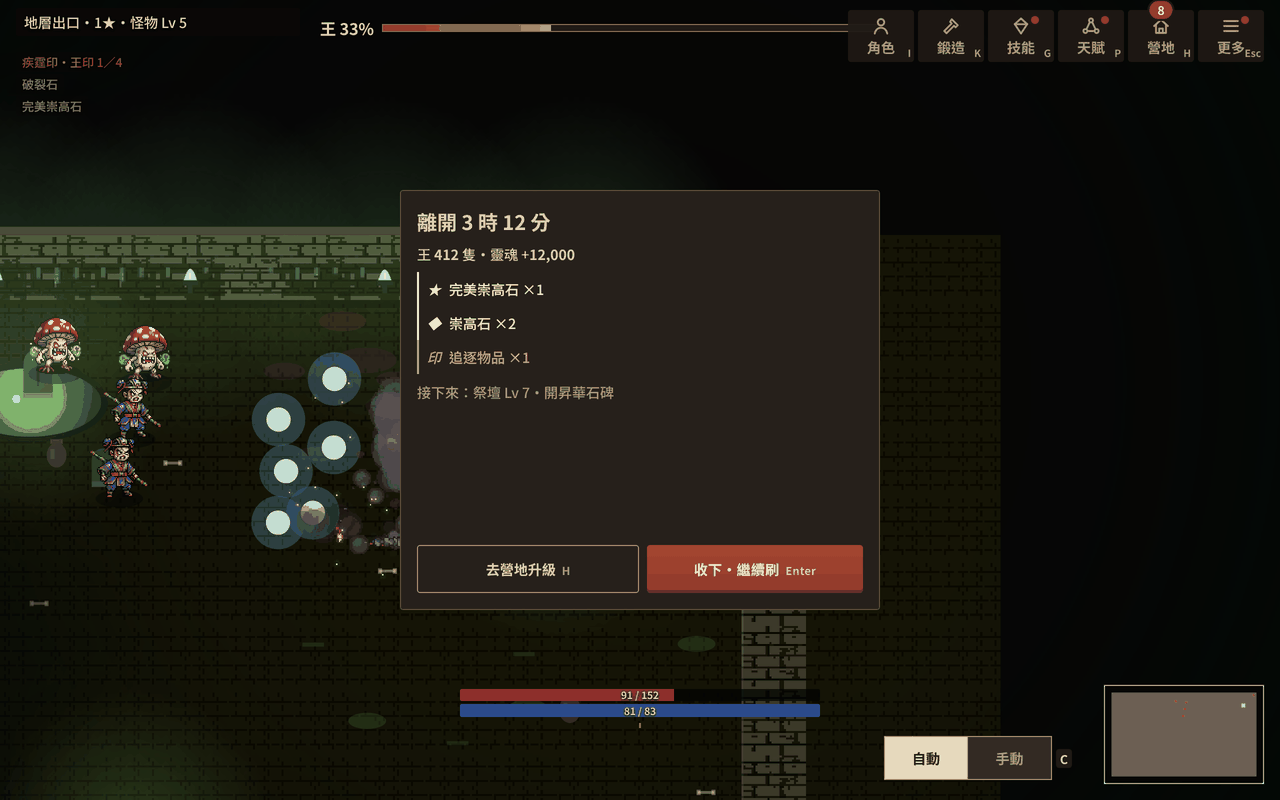 地層出口・1★・怪物 Lv 5
王 33%
8
角色 I
鍛造 K
技能 G
天賦 P
營地 H
更多 Esc
疾霆印・王印 1／4
破裂石
完美崇高石
離開 3 時 12 分
王 412 隻・靈魂 +12,000
★ 完美崇高石 ×1
◆ 崇高石 ×2
印 追逐物品 ×1
接下來：祭壇 Lv 7・開昇華石碑
去營地升級 H
收下・繼續刷 Enter
91 / 152
81 / 83
自動
手動
C